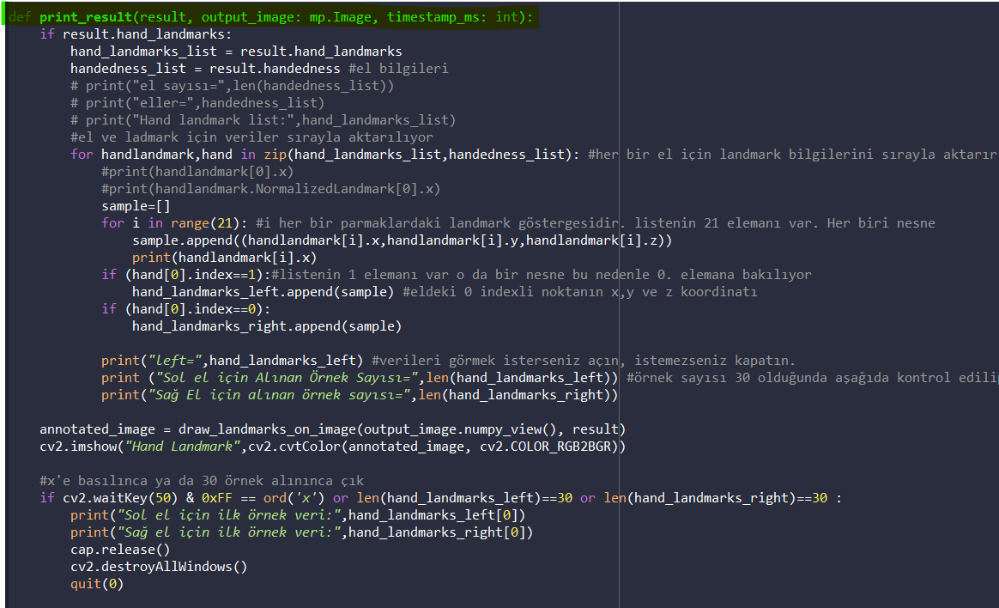 def print_result(result, output_image: mp.Image, timestamp_ms: int):
    if result.hand_landmarks:
        hand_landmarks_list = result.hand_landmarks
        handedness_list = result.handedness #el bilgileri
        # print("el sayısı=",len(handedness_list))
        # print("eller=",handedness_list)
        # print("Hand landmark list:",hand_landmarks_list)
        #el ve ladmark için veriler sırayla aktarılıyor
        for handlandmark,hand in zip(hand_landmarks_list,handedness_list): #her bir el için landmark bilgilerini sırayla aktarır
            #print(handlandmark[0].x)
            #print(handlandmark.NormalizedLandmark[0].x)
            sample=[]
            for i in range(21): #i her bir parmaklardaki landmark göstergesidir. listenin 21 elemanı var. Her biri nesne
                sample.append((handlandmark[i].x,handlandmark[i].y,handlandmark[i].z))
                print(handlandmark[i].x)
            if (hand[0].index==1):#listenin 1 elemanı var o da bir nesne bu nedenle 0. elemana bakılıyor
                hand_landmarks_left.append(sample) #eldeki 0 indexli noktanın x,y ve z koordinatı
            if (hand[0].index==0):
                hand_landmarks_right.append(sample)

            print("left=",hand_landmarks_left) #verileri görmek isterseniz açın, istemezseniz kapatın.
            print ("Sol el için Alınan Örnek Sayısı=",len(hand_landmarks_left)) #örnek sayısı 30 olduğunda aşağıda kontrol edilip
            print("Sağ El için alınan örnek sayısı=",len(hand_landmarks_right))

    annotated_image = draw_landmarks_on_image(output_image.numpy_view(), result)
    cv2.imshow("Hand Landmark",cv2.cvtColor(annotated_image, cv2.COLOR_RGB2BGR))

    #x'e basılınca ya da 30 örnek alınınca çık
    if cv2.waitKey(50) & 0xFF == ord('x') or len(hand_landmarks_left)==30 or len(hand_landmarks_right)==30 :
        print("Sol el için ilk örnek veri:",hand_landmarks_left[0])
        print("Sağ el için ilk örnek veri:",hand_landmarks_right[0])
        cap.release()
        cv2.destroyAllWindows()
        quit(0)